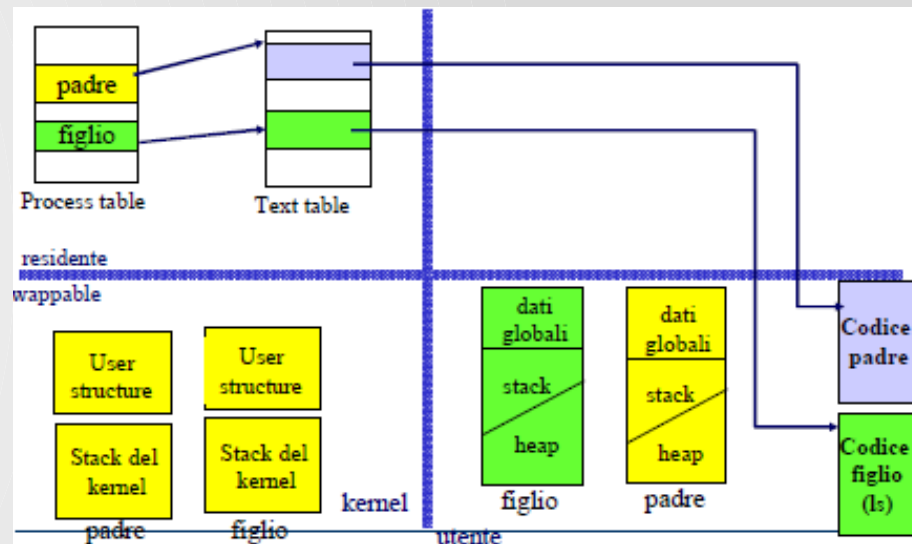 padre
figlio
Process table
Text table
residente
wappable
User
structure
Stack del
kernel
padre
User
structure
Stack del
kernel
figlio
kernel
utente
dati
globali
stack
heap
figlio
dati
globali
stack
heap
padre
Codice
padre
Codice
figlio
(ls)